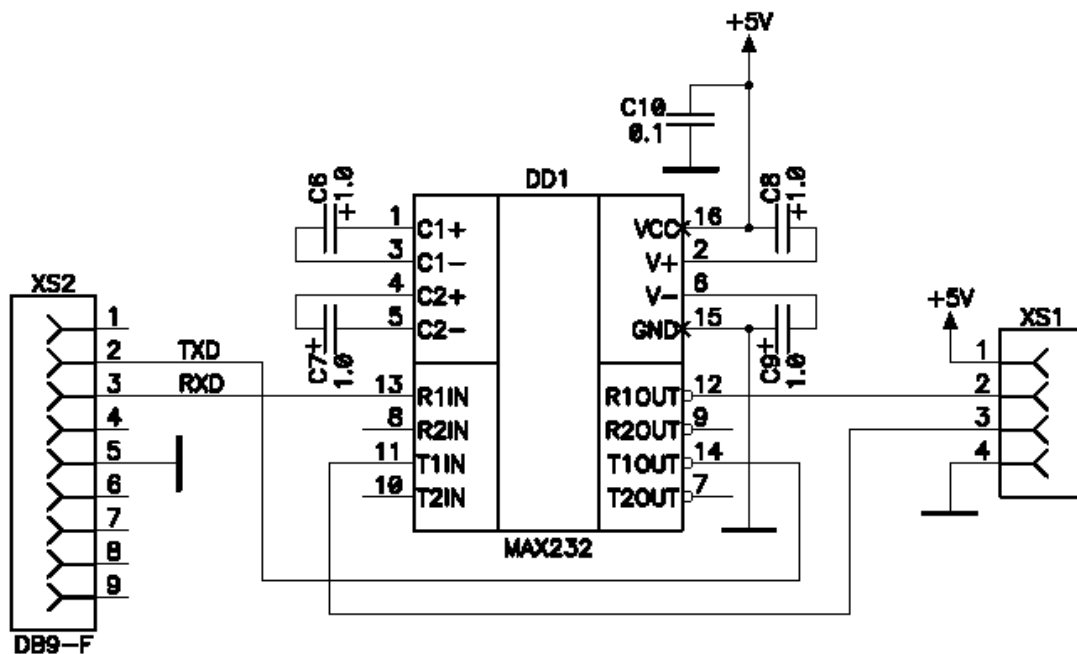 +5V
C10
0.1
DD1
C6
+1.0
C8
+1.0
1
C1+
VCC
16
3
C1-
V+
2
4
C2+
V-
6
5
C2-
GND
15
C7+
1.0
C9+
1.0
13
R1IN
R1OUT
12
8
R2IN
R2OUT
9
11
T1IN
T1OUT
14
10
T2IN
T2OUT
7
MAX232
XS2
1
2
TXD
3
RXD
4
5
6
7
8
9
DB9-F
+5V
XS1
1
2
3
4